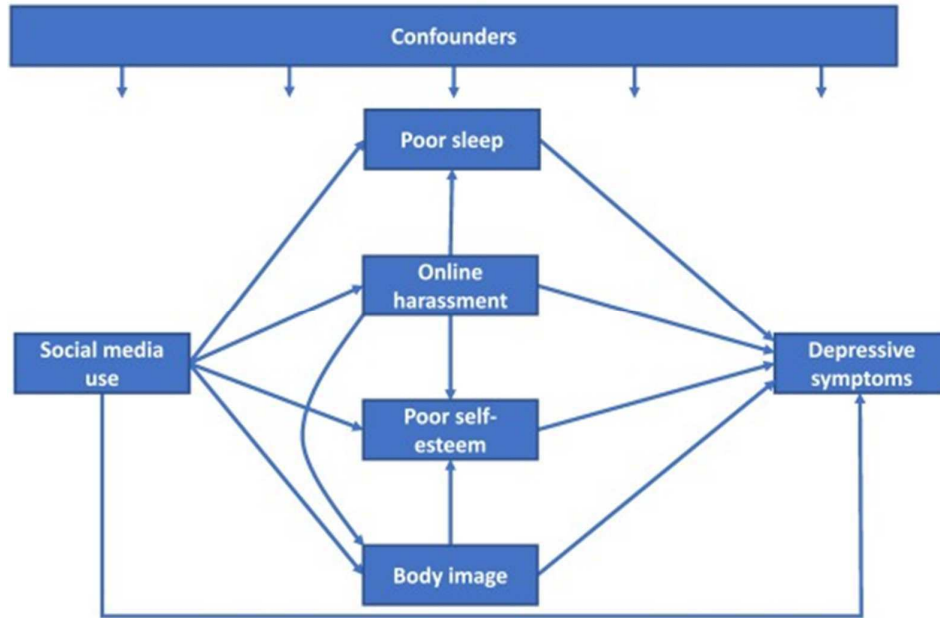 Confounders
Poor sleep
Online
harassment
Social media
use
Depressive
symptoms
Poor self-
esteem
Body image